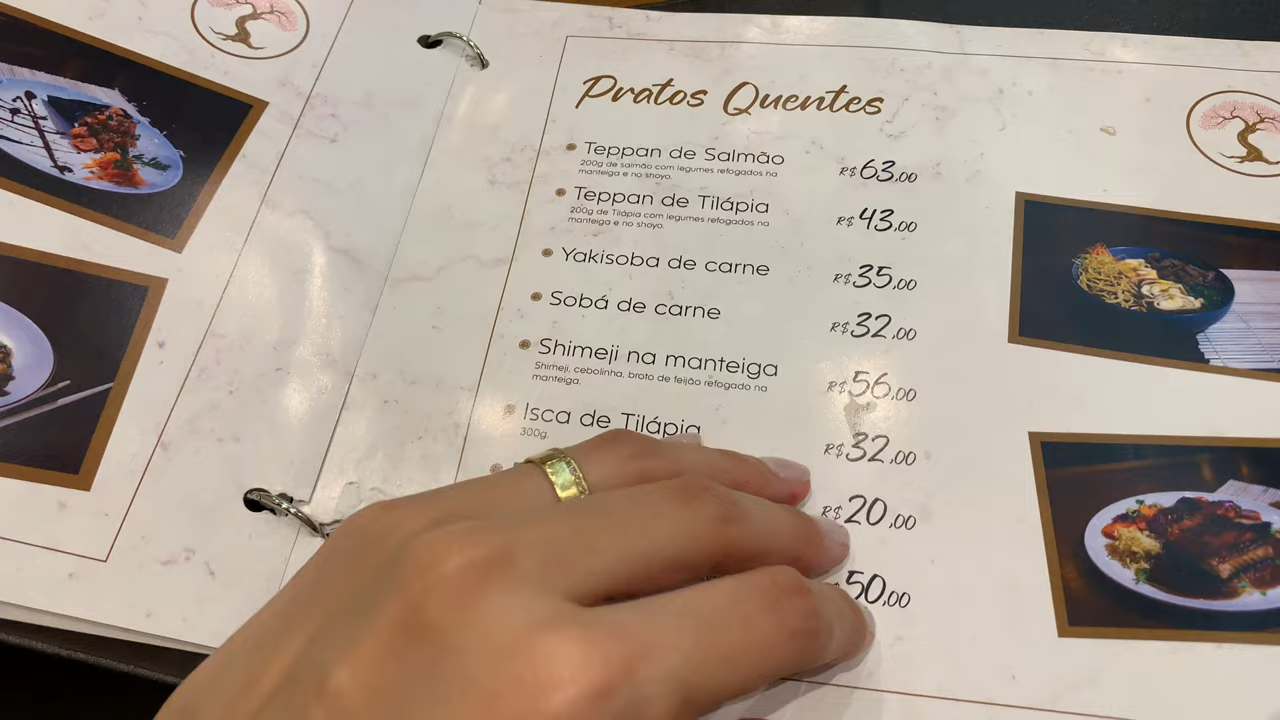 Pratos Quentes
Teppan de Salmão R$63,00
200g de salmão com legumes refogados na
manteiga e no shoyo.
Teppan de Tilápia R$43,00
200g de Tilápia com legumes refogados na
manteiga e no shoyo.
Yakisoba de carne R$35,00
Sobá de carne R$32,00
Shimeji na manteiga R$56,00
Shimeji, cebolinha, broto de feijão refogado na
manteiga.
Isca de Tilápia R$32,00
300g.
R$20,00
50,00